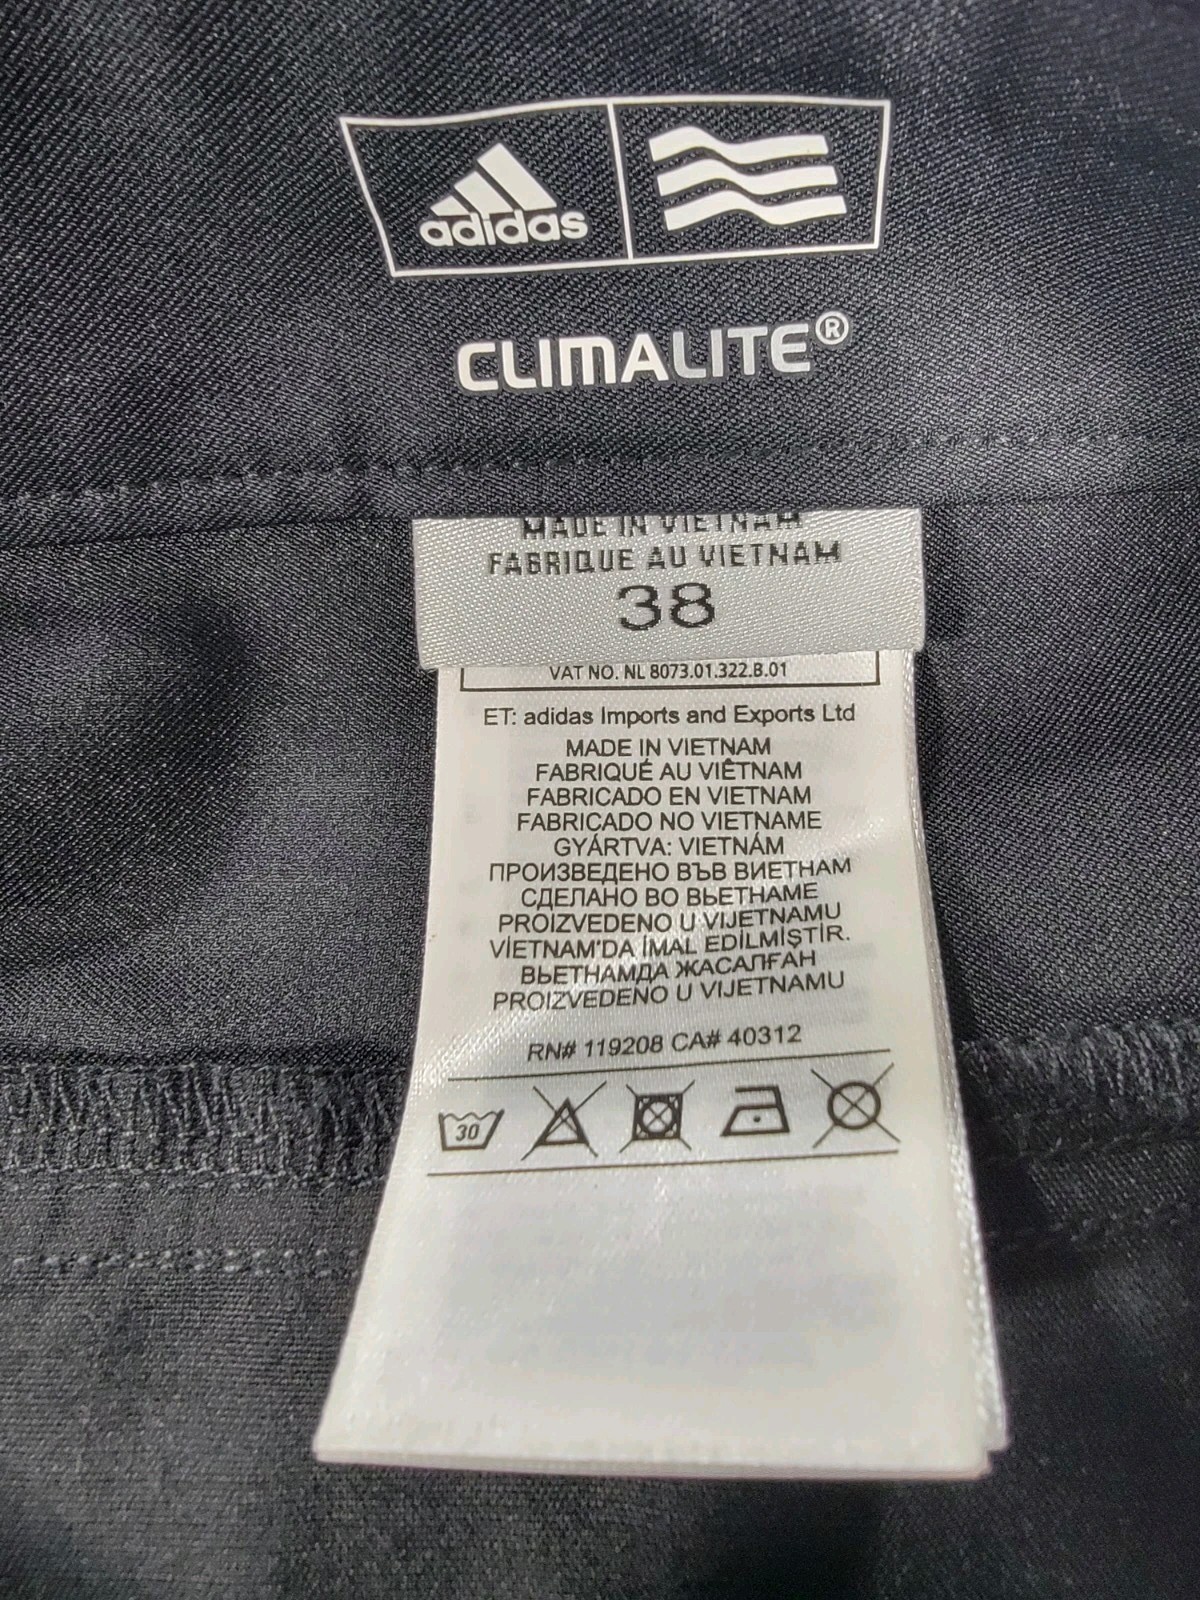 adidas
CLIMALITE®
MADE IN VIETNAM
FABRIQUE AU VIETNAM
38
VAT NO. NL 8073.01.322.B.01
ET: adidas Imports and Exports Ltd
MADE IN VIETNAM
FABRIQUÉ AU VIÊTNAM
FABRICADO EN VIETNAM
FABRICADO NO VIETNAME
GYÁRTVA: VIETNÁM
ПРОИЗВЕДЕНО ВЪВ ВИЕТНАМ
СДЕЛАНО ВО ВЬЕТНАМЕ
PROIZVEDENO U VIJETNAMU
VİETNAM'DA İMAL EDİLMİŞTİR.
ВЬЕТНАМДА ЖАСАЛҒАН
PROIZVEDENO U VIJETNAMU
RN# 119208 CA# 40312
30